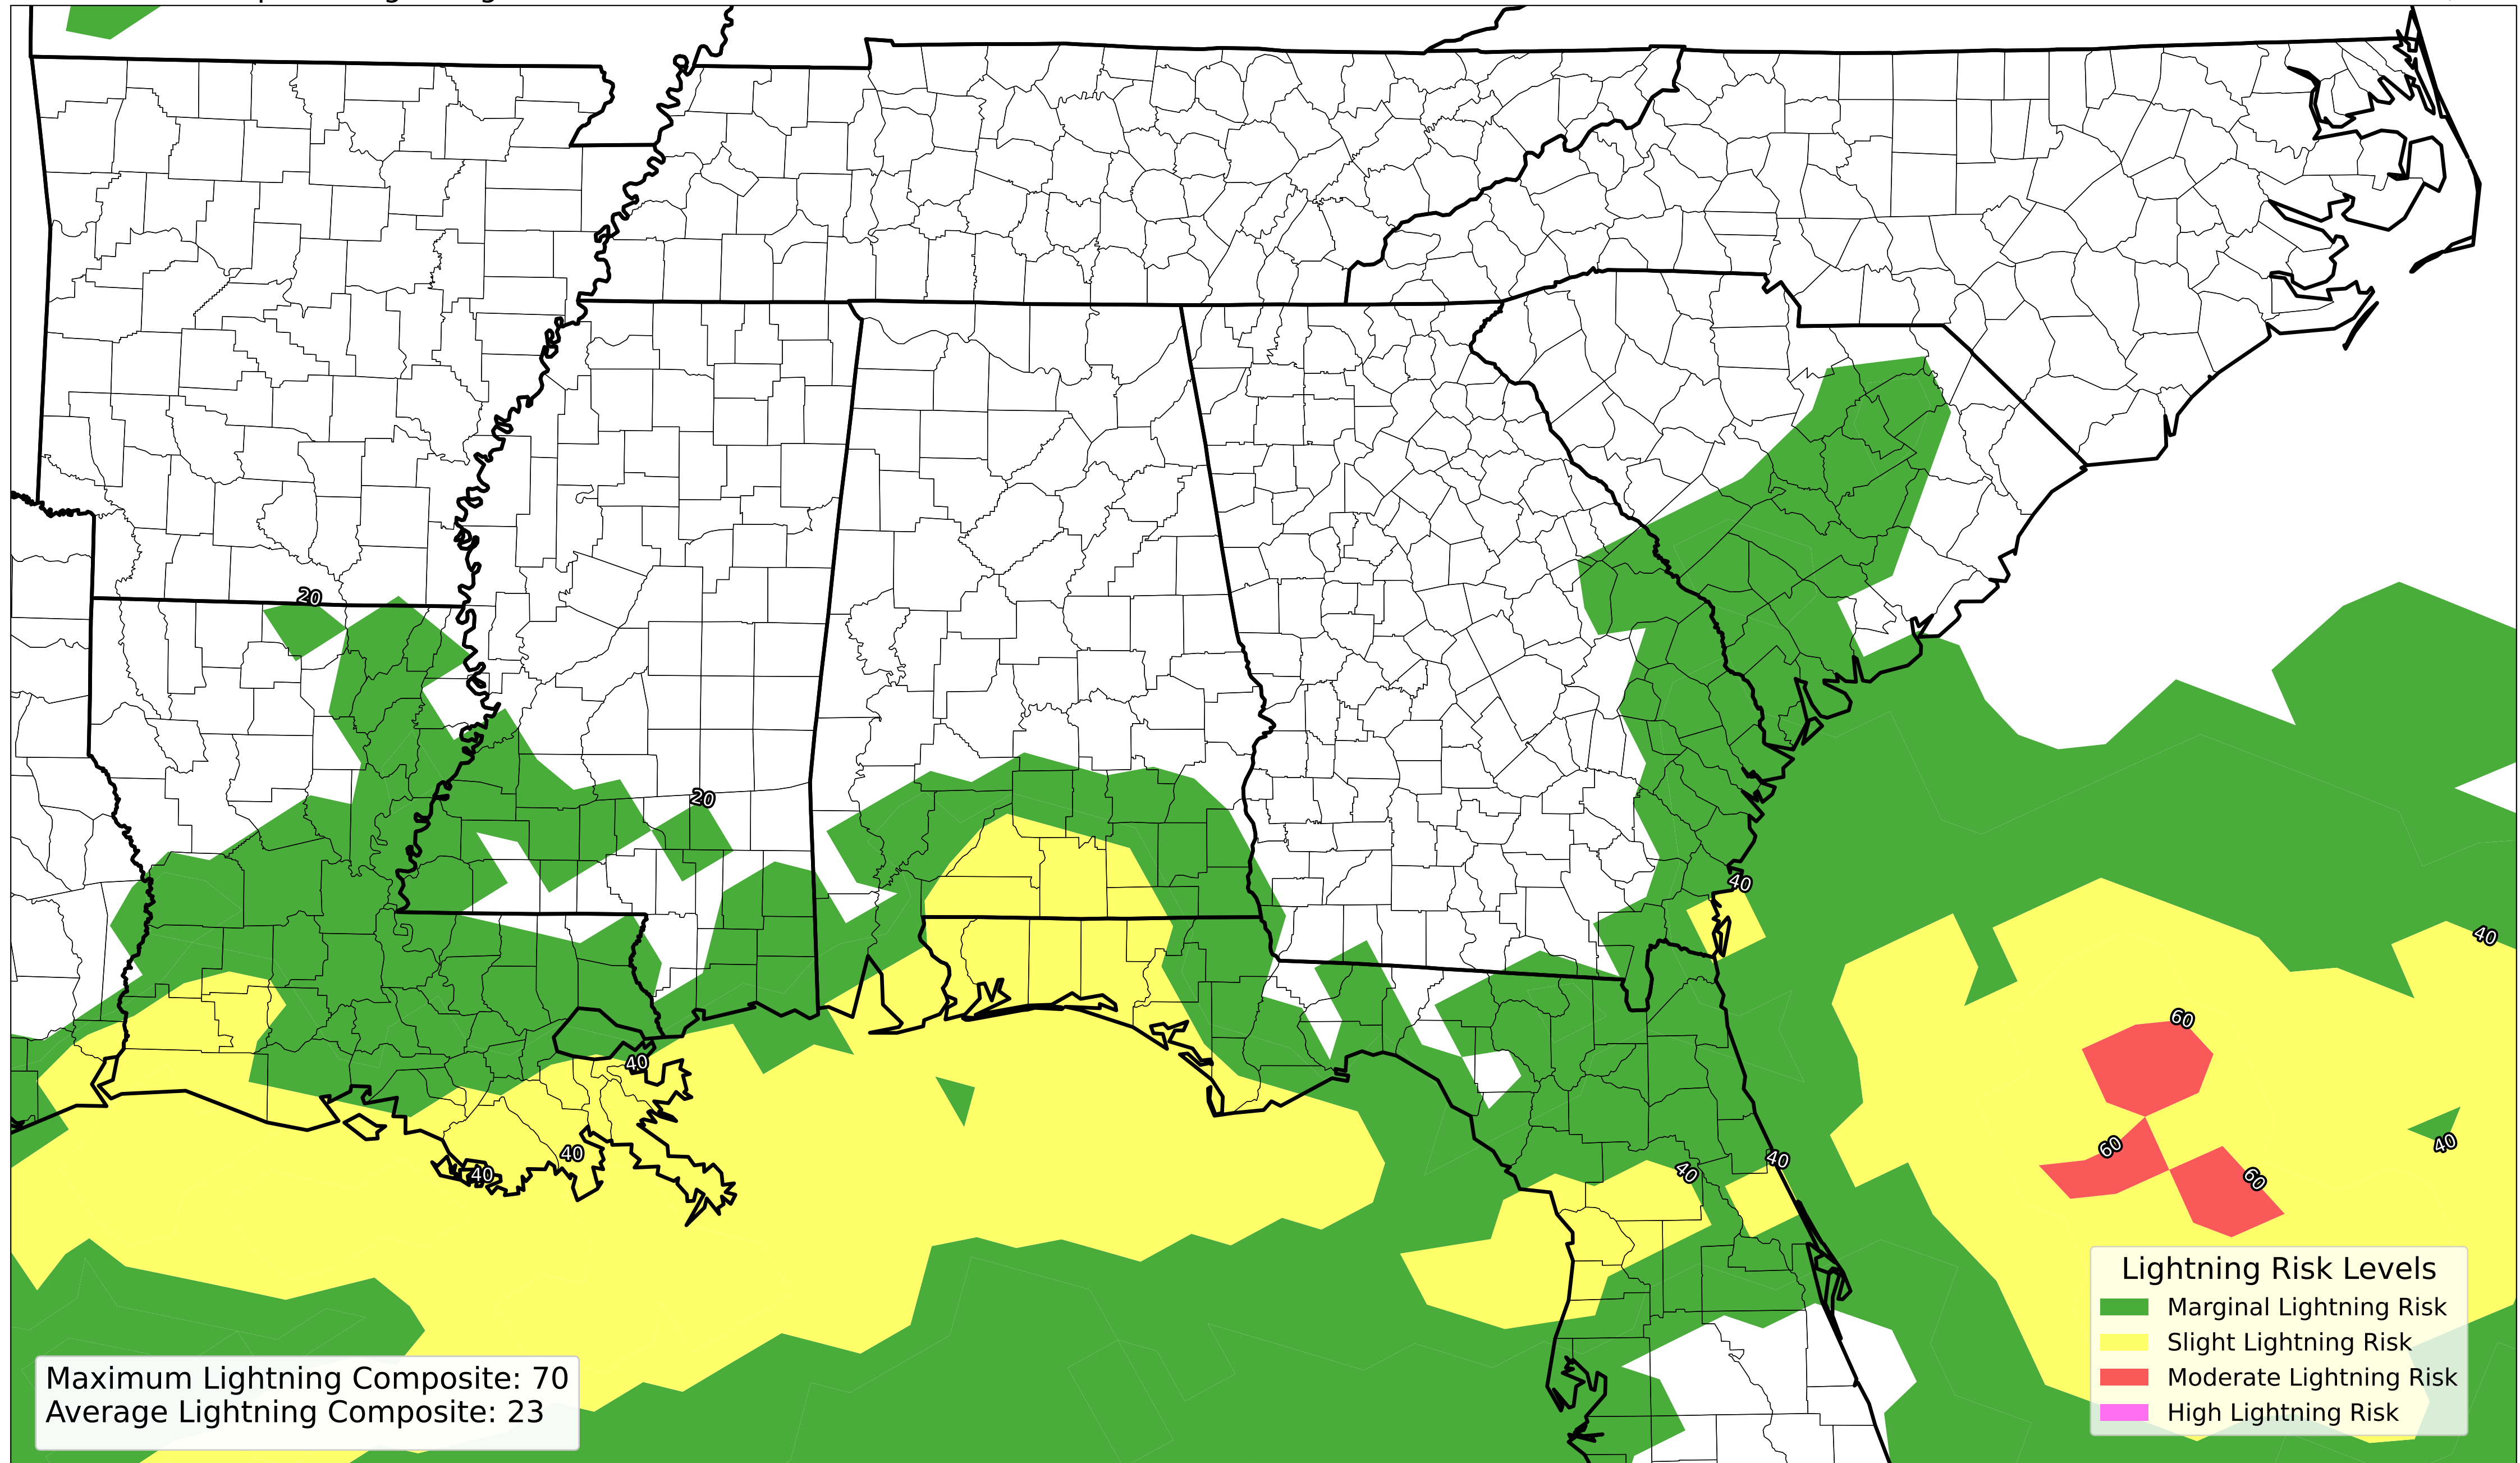 20
20
40
40
60
40
60
40
40
40
40
60
40
Lightning Risk Levels
Marginal Lightning Risk
Slight Lightning Risk
Moderate Lightning Risk
High Lightning Risk
Maximum Lightning Composite: 70
Average Lightning Composite: 23